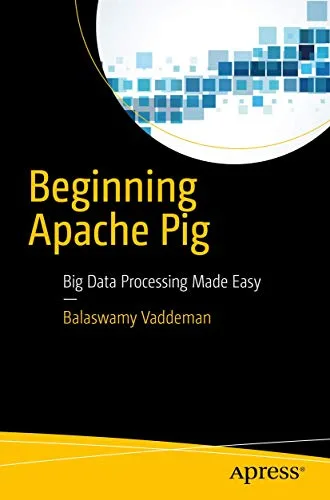 Beginning
Apache Pig
Big Data Processing Made Easy
—
Balaswamy Vaddeman
Apress®